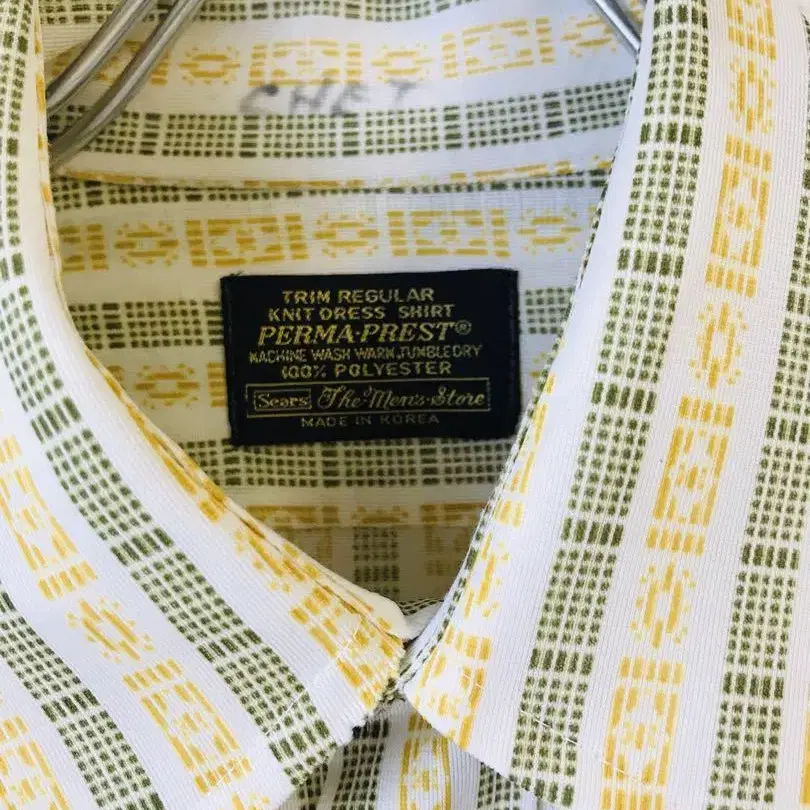 CHET
TRIM REGULAR
KNIT DRESS SHIRT
PERMA-PREST®
MACHINE WASH WARM, TUMBLE DRY
100% POLYESTER
Sears The Men's Store
MADE IN KOREA